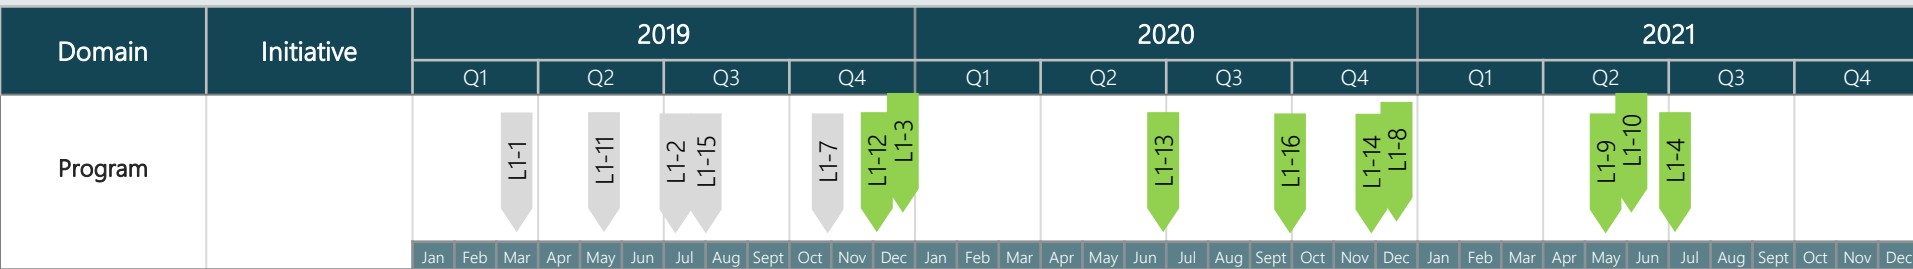 Domain
Initiative
2019
2020
2021
Q1 Q2 Q3 Q4 Q1 Q2 Q3 Q4 Q1 Q2 Q3 Q4
Program
L1-1
L1-11
L1-2
L1-15
L1-7
L1-12
L1-3
L1-13
L1-16
L1-14
L1-8
L1-9
L1-10
L1-4
Jan Feb Mar Apr May Jun Jul Aug Sept Oct Nov Dec Jan Feb Mar Apr May Jun Jul Aug Sept Oct Nov Dec Jan Feb Mar Apr May Jun Jul Aug Sept Oct Nov Dec